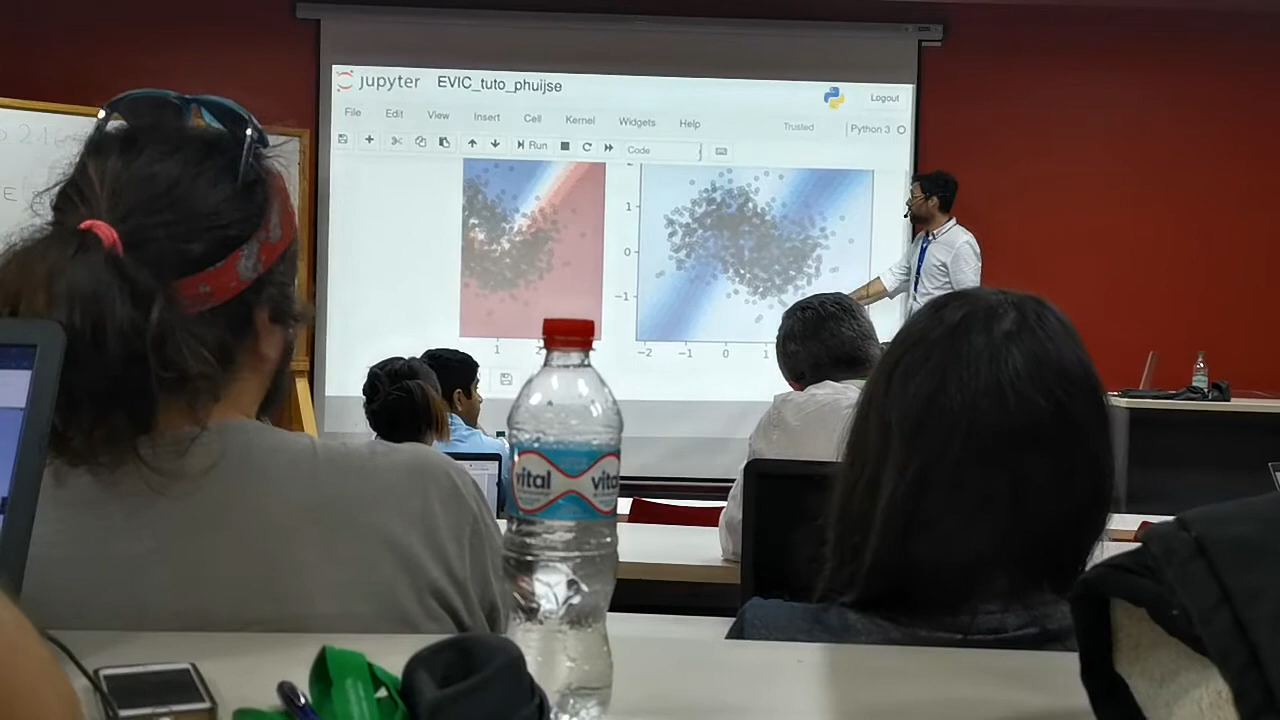 jupyter EVIC_tuto_phuijse
Logout
File Edit View Insert Cell Kernel Widgets Help
Trusted
Python 3
Run
Code
1
0
−1
1
−2 −1 0 1
vital vita
E